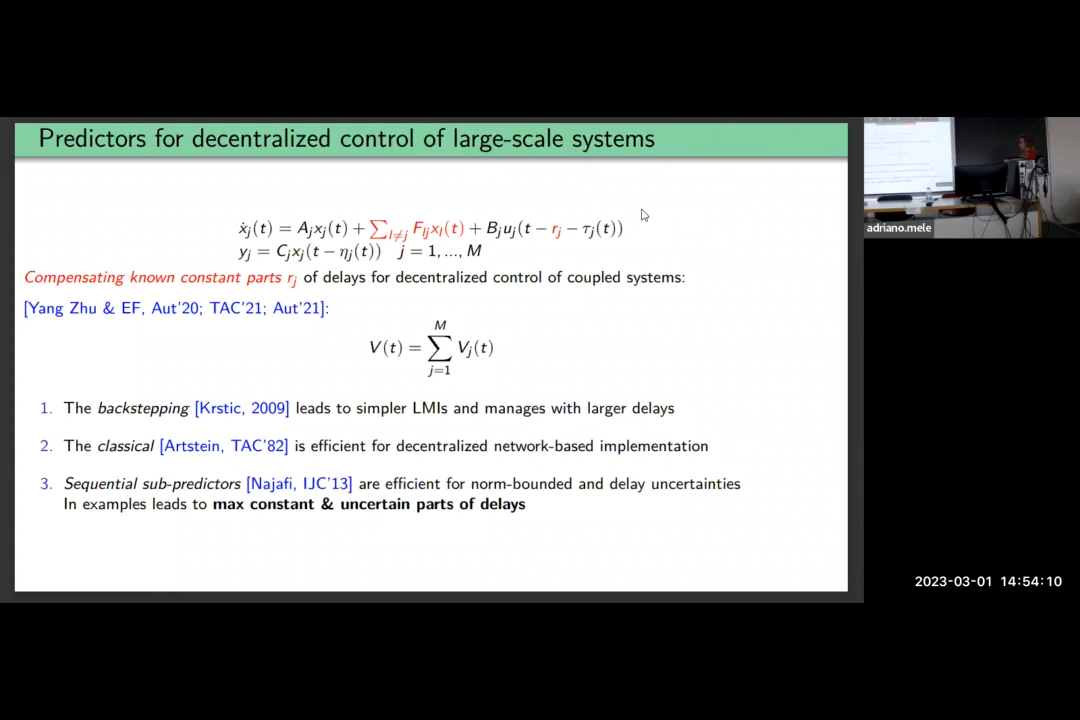 Predictors for decentralized control of large-scale systems
ẋⱼ(t) = Aⱼxⱼ(t) + ∑_{l≠j} F_{lj}x_l(t) + Bⱼuⱼ(t − rⱼ − τⱼ(t))
yⱼ = Cⱼxⱼ(t − ηⱼ(t)) j = 1, ..., M
Compensating known constant parts rⱼ of delays for decentralized control of coupled systems:
[Yang Zhu & EF, Aut'20; TAC'21; Aut'21]:
V(t) = ∑_{j=1}^{M} Vⱼ(t)
1. The backstepping [Krstic, 2009] leads to simpler LMIs and manages with larger delays
2. The classical [Artstein, TAC'82] is efficient for decentralized network-based implementation
3. Sequential sub-predictors [Najafi, IJC'13] are efficient for norm-bounded and delay uncertainties
In examples leads to max constant & uncertain parts of delays
adriano.mele
2023-03-01 14:54:10